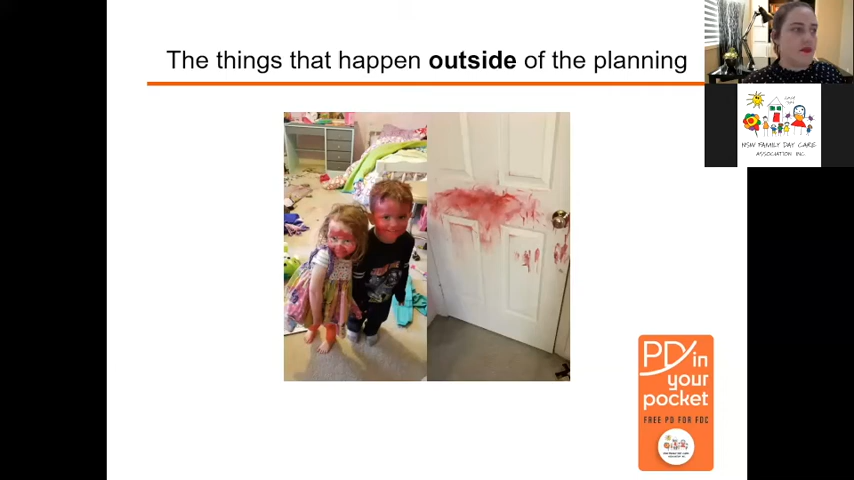 The things that happen outside of the planning
NSW FAMILY DAY CARE
ASSOCIATION INC.
PD in
your
pocket
FREE PD FOR FDC